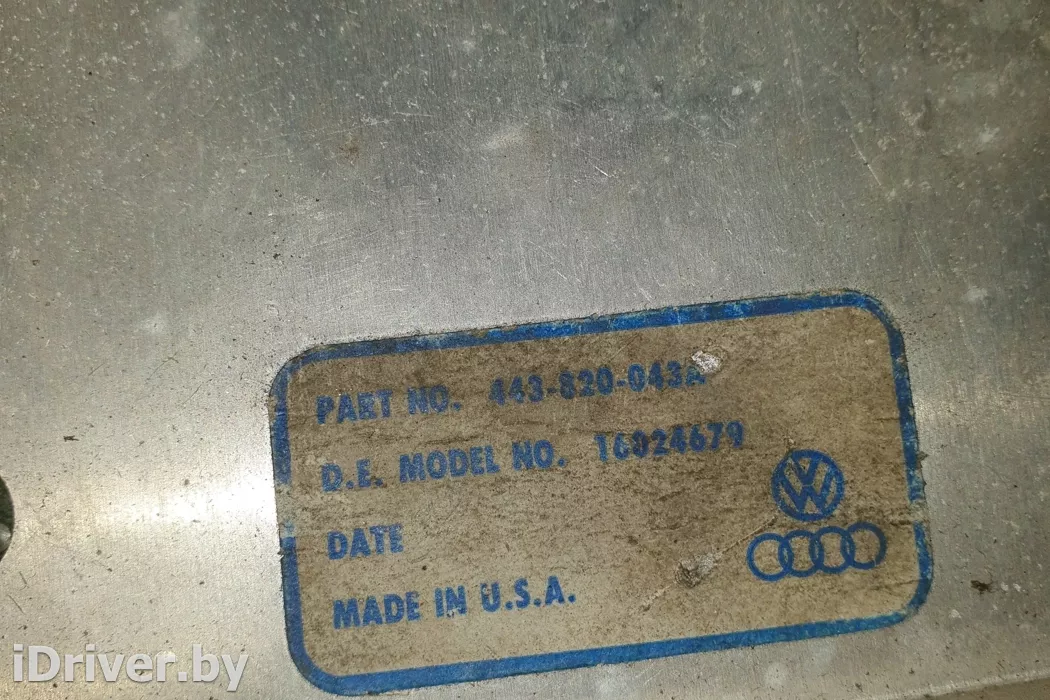 PART NO. 443-820-043A
D.E. MODEL NO. 16024679
DATE
MADE IN U.S.A.
iDriver.by